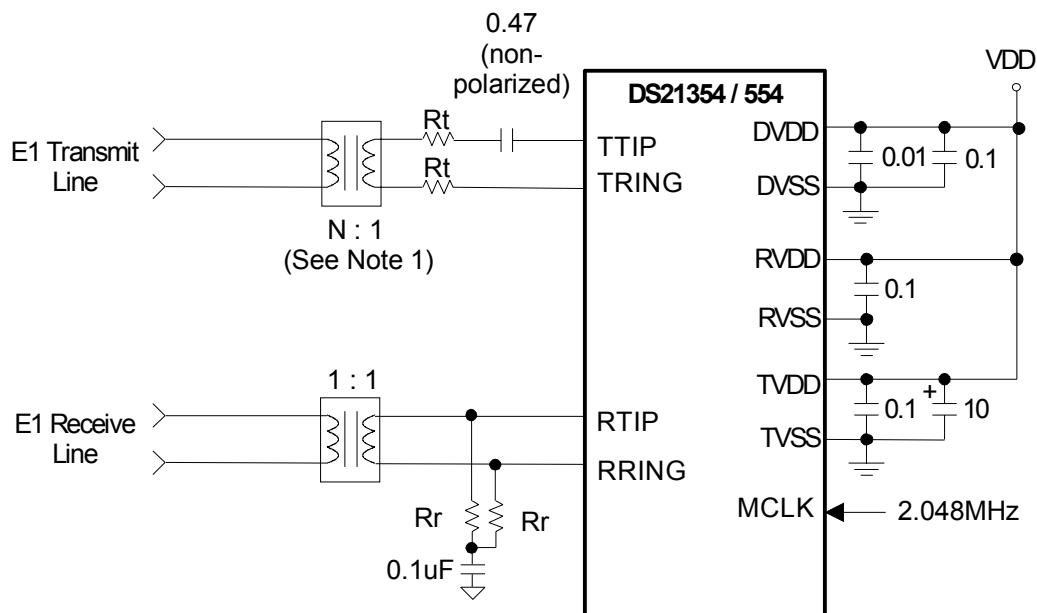 0.47
(non-
polarized)
VDD
DS21354 / 554
E1 Transmit
Line
Rt
Rt
N : 1
(See Note 1)
TTIP
TRING
DVDD
0.01
0.1
DVSS
RVDD
0.1
RVSS
TVDD
0.1
+
10
TVSS
E1 Receive
Line
1 : 1
RTIP
RRING
Rr
Rr
0.1uF
MCLK
2.048MHz